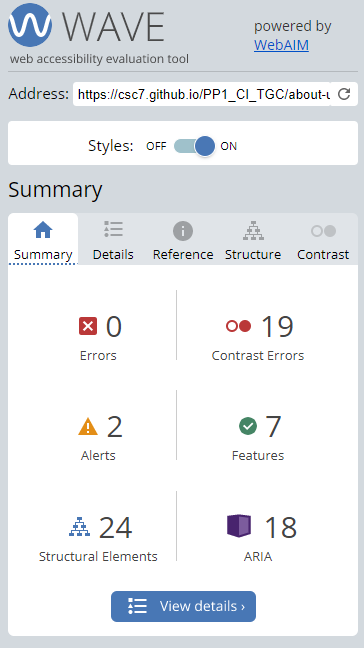 WAVE
web accessibility evaluation tool
powered by
WebAIM
Address: https://csc7.github.io/PP1_CI_TGC/about-u
Styles: OFF ON
Summary
Summary Details Reference Structure Contrast
0 19
Errors Contrast Errors
2 7
Alerts Features
24 18
Structural Elements ARIA
View details ›